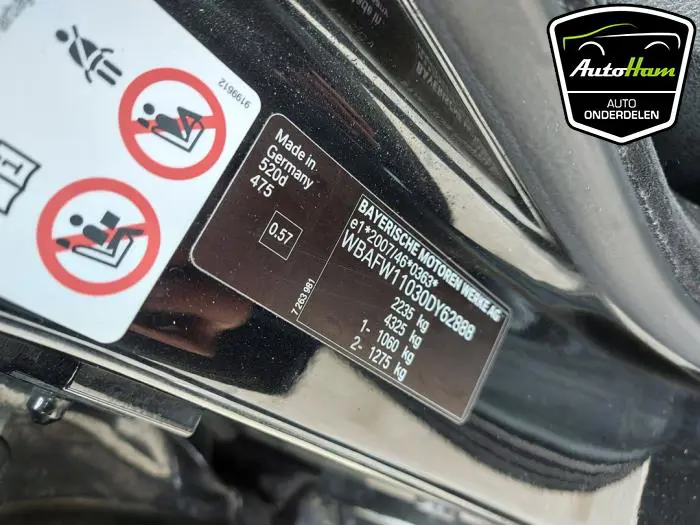 AutoHam
AUTO
ONDERDELEN
9199612
Made in
Germany
520d
475
0.57
7 263 981
BAYERISCHE MOTOREN WERKE AG
e1*2007/46*0363*
WBAFW11030DY62888
2235 kg
4325 kg
1- 1060 kg
2- 1275 kg